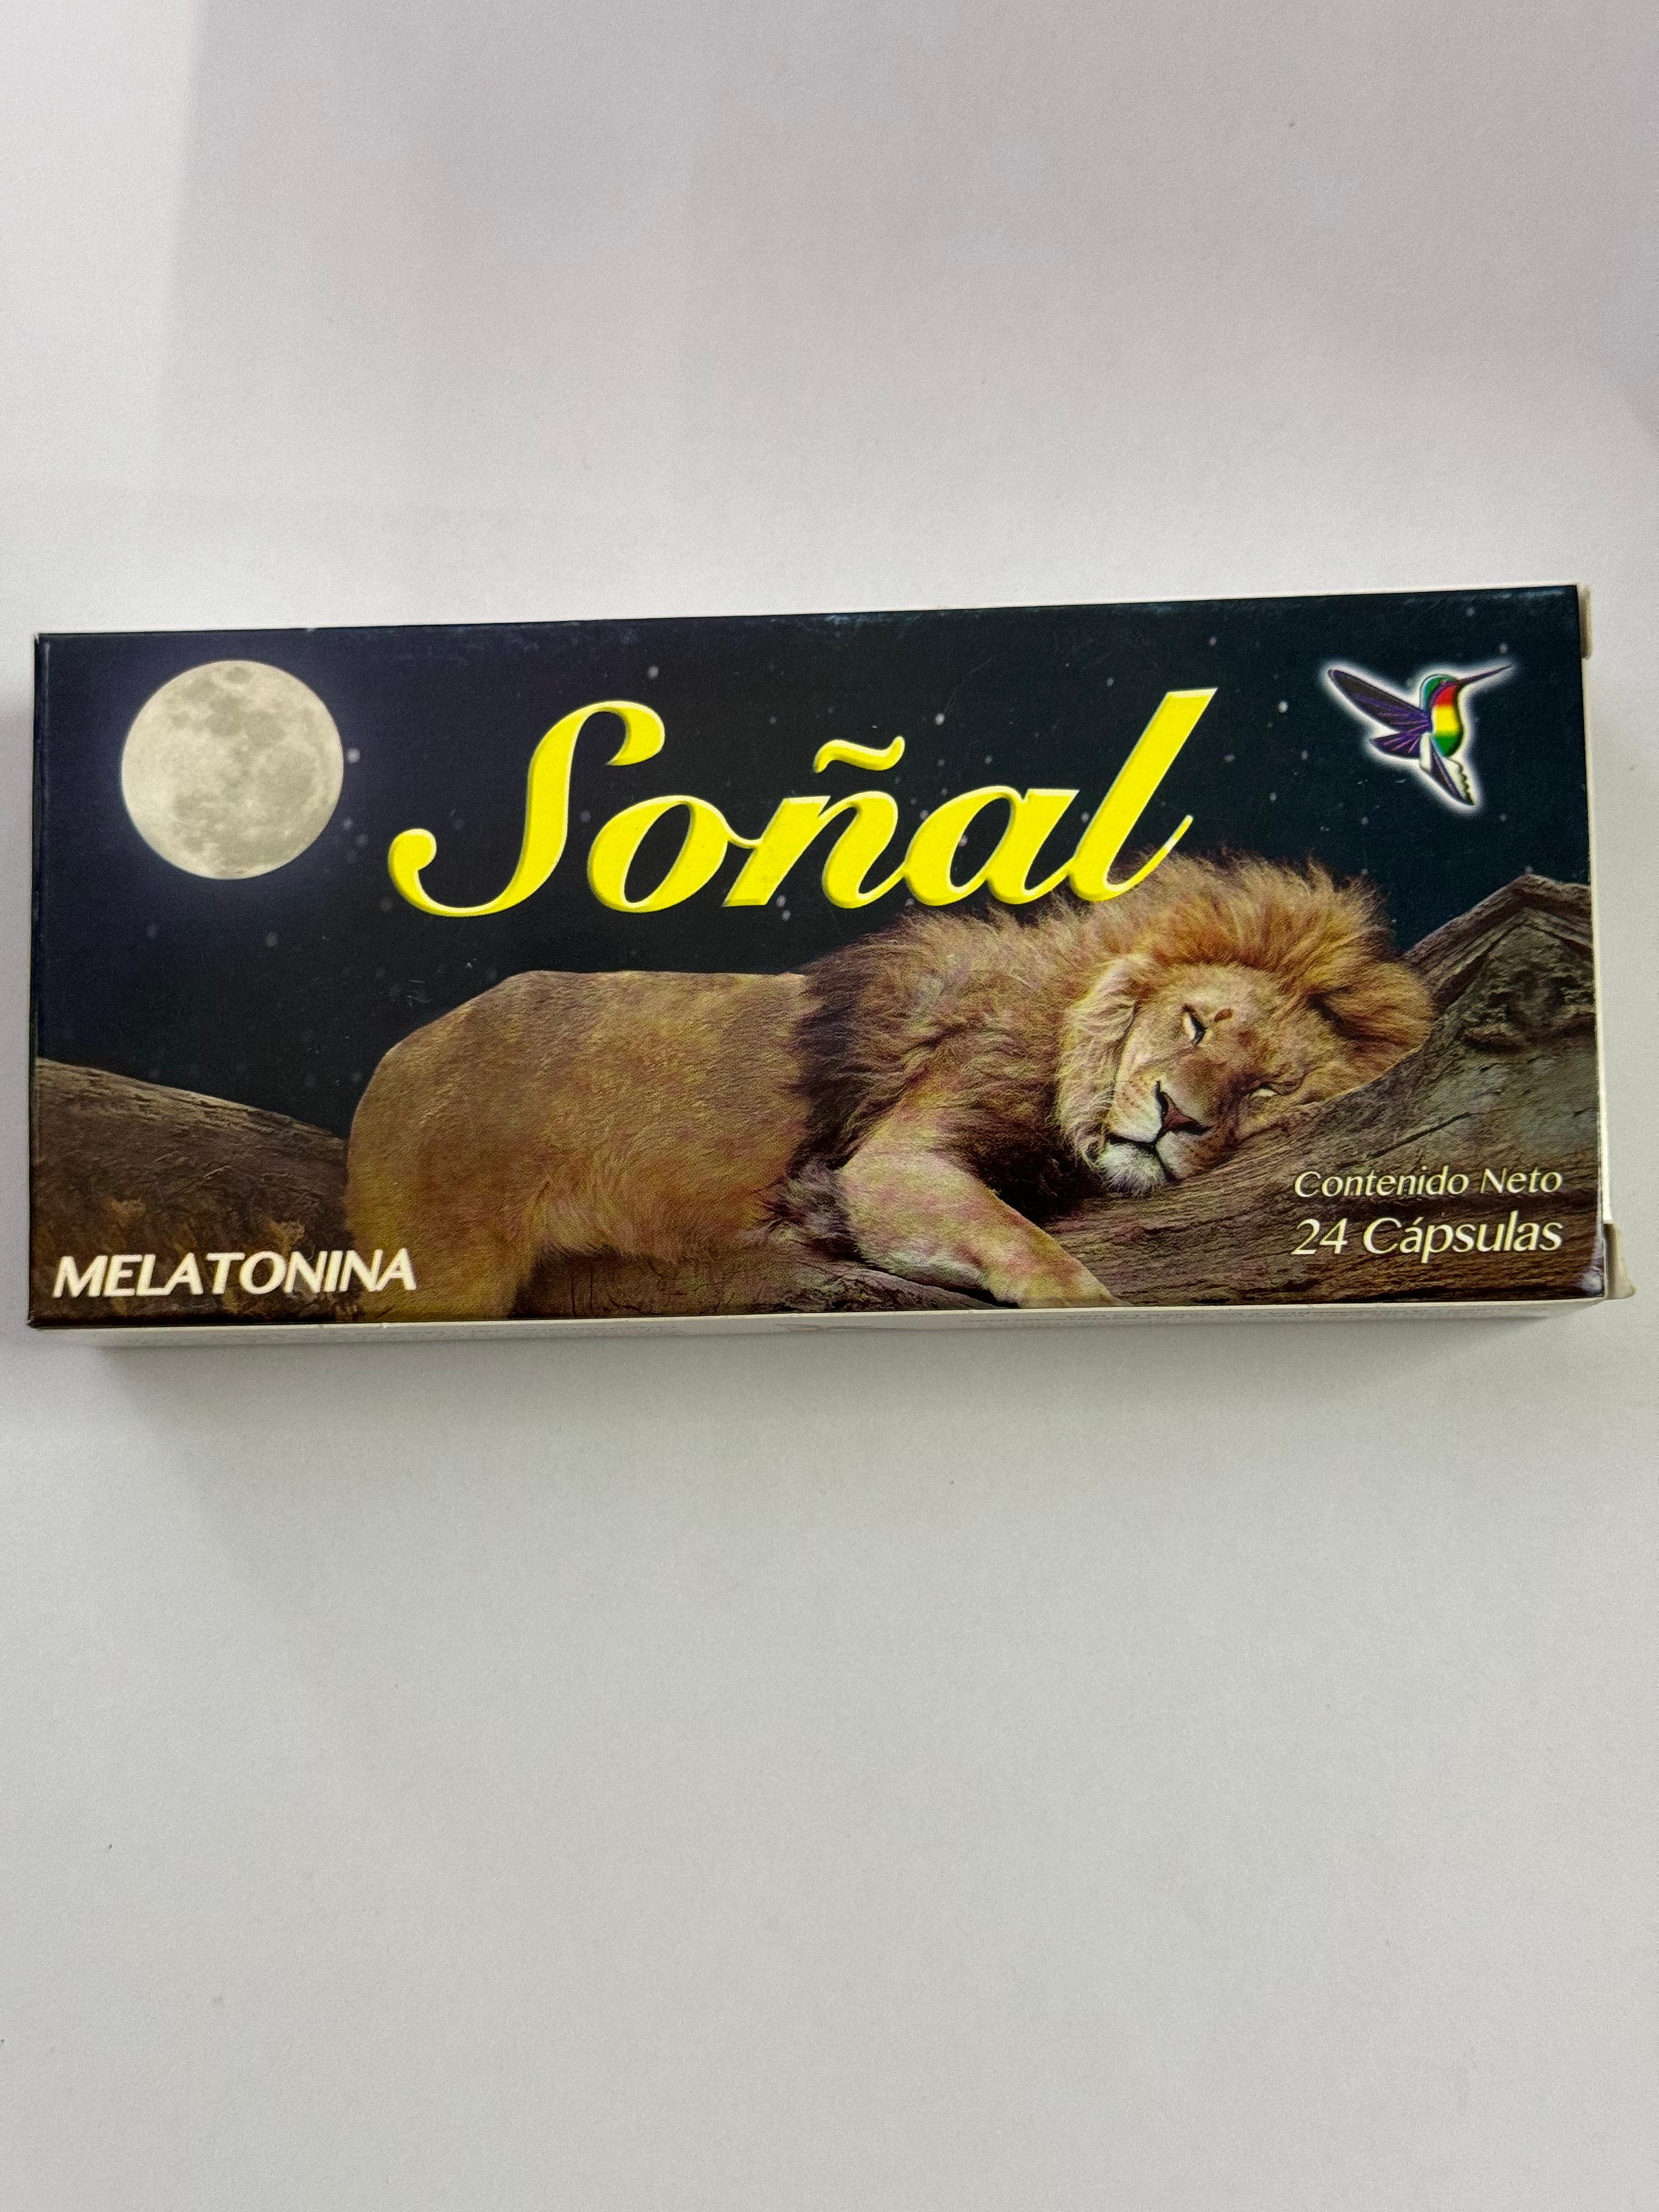 Soñal
MELATONINA
Contenido Neto
24 Cápsulas